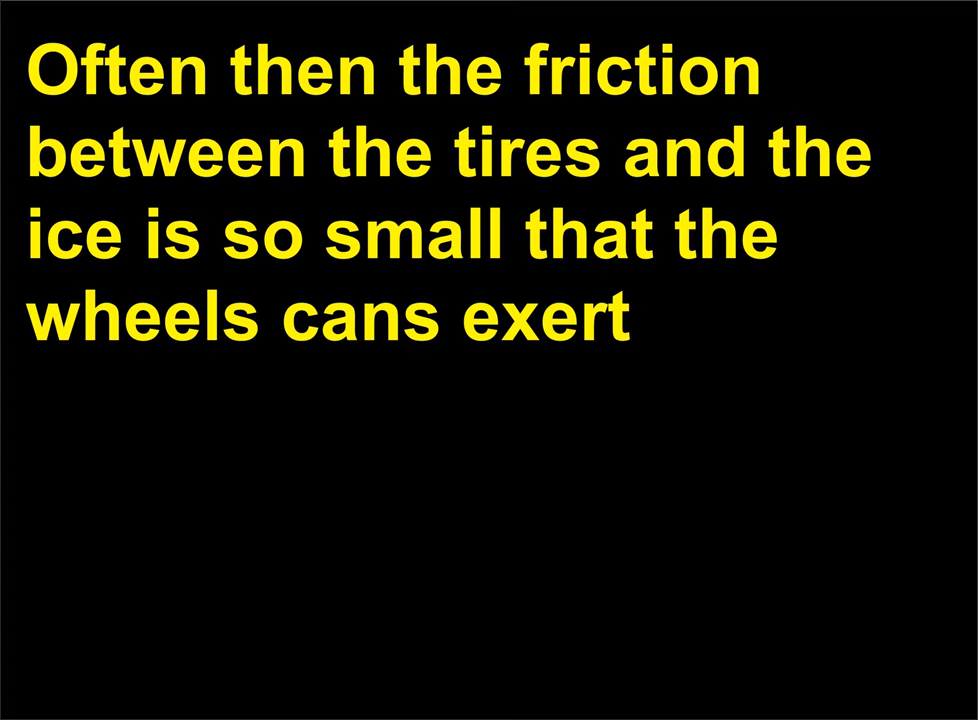 Often then the friction
between the tires and the
ice is so small that the
wheels cans exert